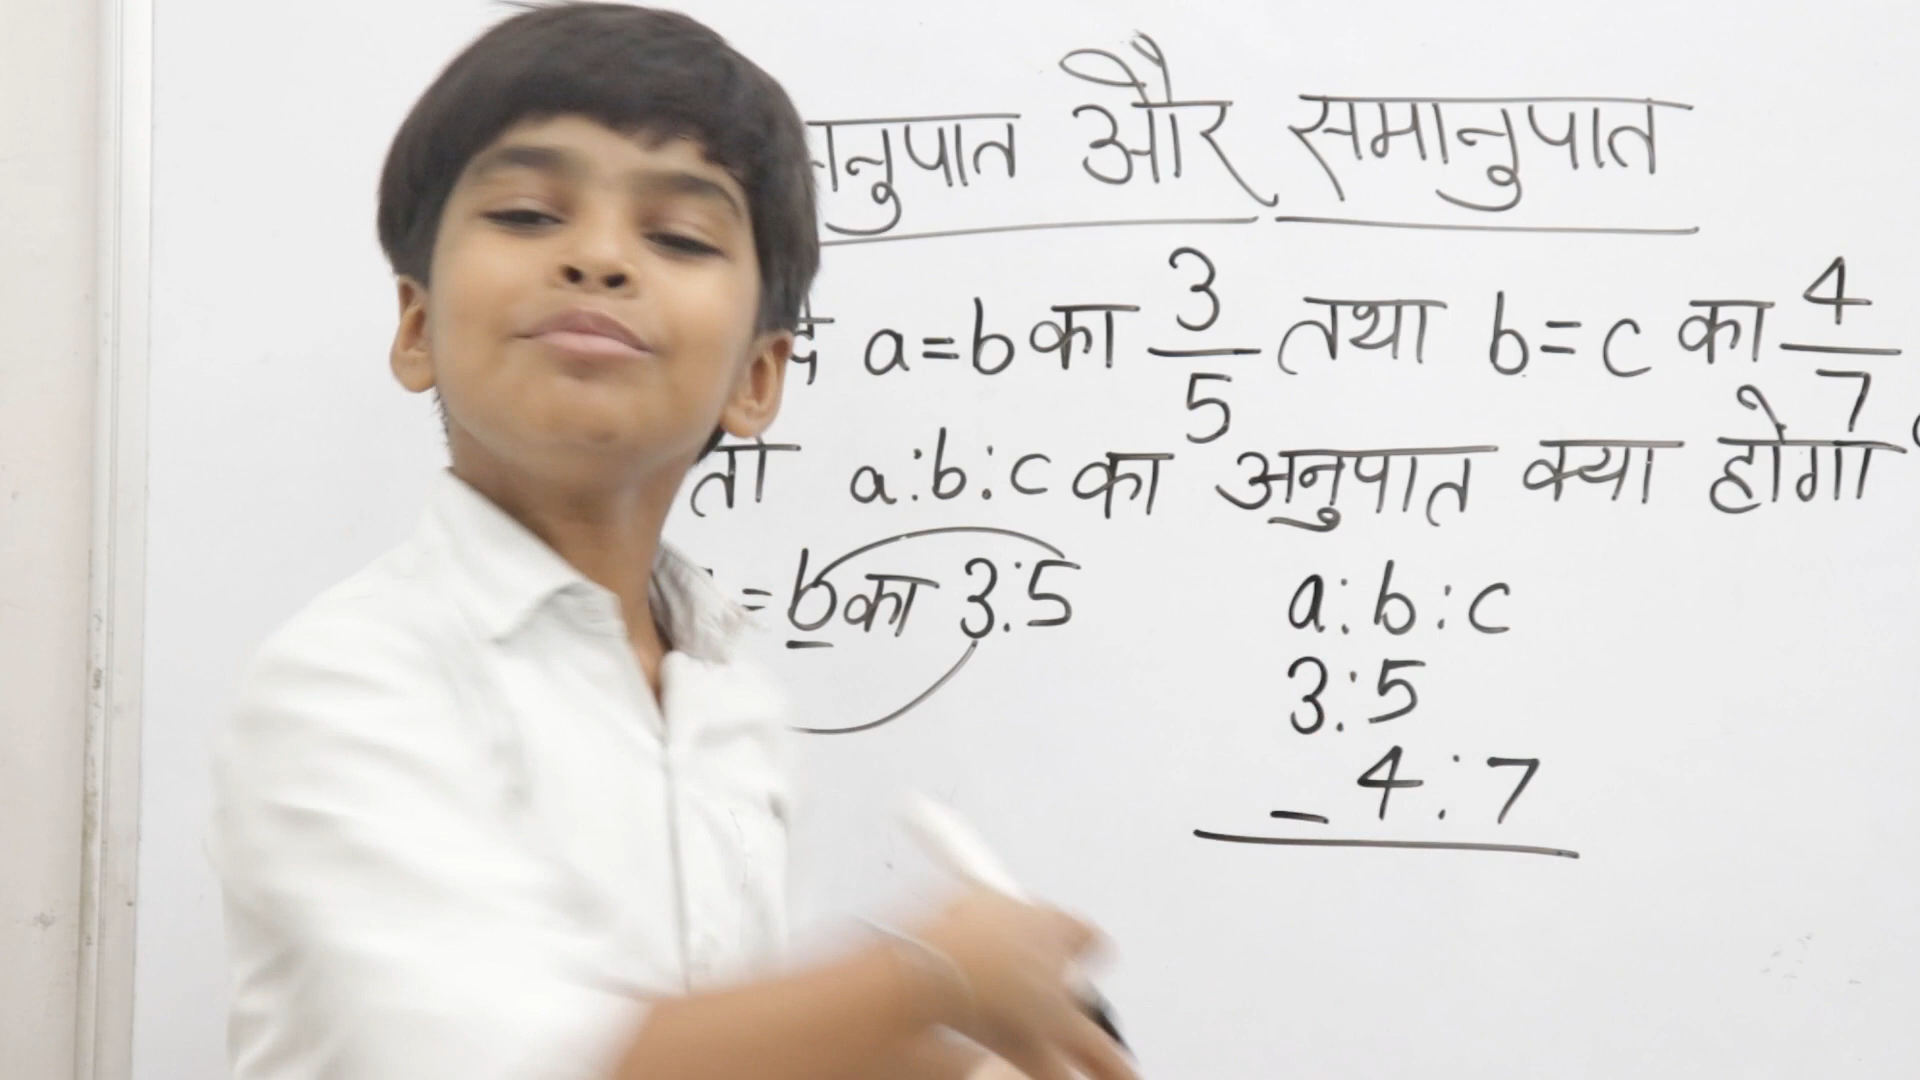 और समानुपात
a=b का 3/5 तथा b=c का 4/7
तो a:b:c का अनुपात क्या होगा
=b का 3:5
a:b:c
3:5
_ 4:7